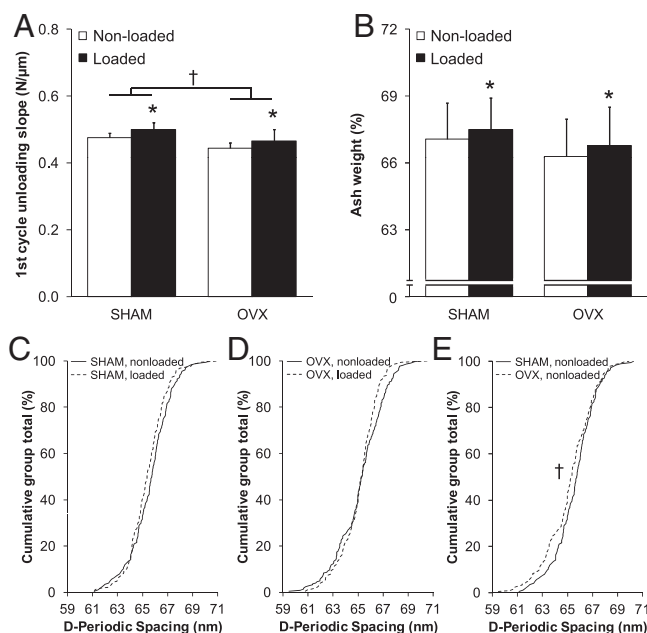 A
Non-loaded
Loaded
1st cycle unloading slope (N/μm)
0.8
0.6
0.4
0.2
0.0
†
*
*
SHAM
OVX
B
Non-loaded
Loaded
Ash weight (%)
72
69
66
63
0
*
*
SHAM
OVX
C
SHAM, nonloaded
SHAM, loaded
Cumulative group total (%)
100
80
60
40
20
0
59 61 63 65 67 69 71
D-Periodic Spacing (nm)
D
OVX, nonloaded
OVX, loaded
Cumulative group total (%)
100
80
60
40
20
0
59 61 63 65 67 69 71
D-Periodic Spacing (nm)
E
SHAM, nonloaded
OVX, nonloaded
Cumulative group total (%)
100
80
60
40
20
0
†
59 61 63 65 67 69 71
D-Periodic Spacing (nm)